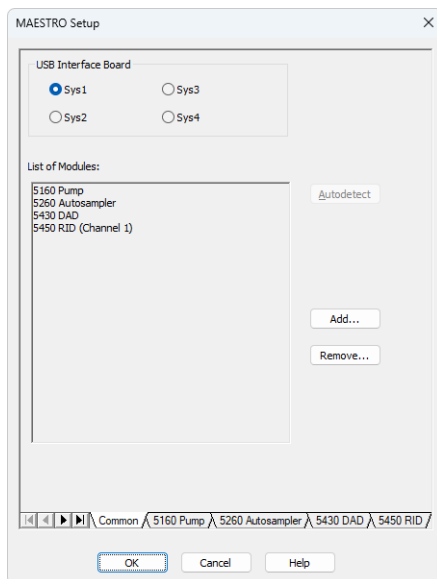 MAESTRO Setup
USB Interface Board
Sys1
Sys3
Sys2
Sys4
List of Modules:
5160 Pump
5260 Autosampler
5430 DAD
5450 RID (Channel 1)
Autodetect
Add...
Remove...
Common 5160 Pump 5260 Autosampler 5430 DAD 5450 RID
OK Cancel Help